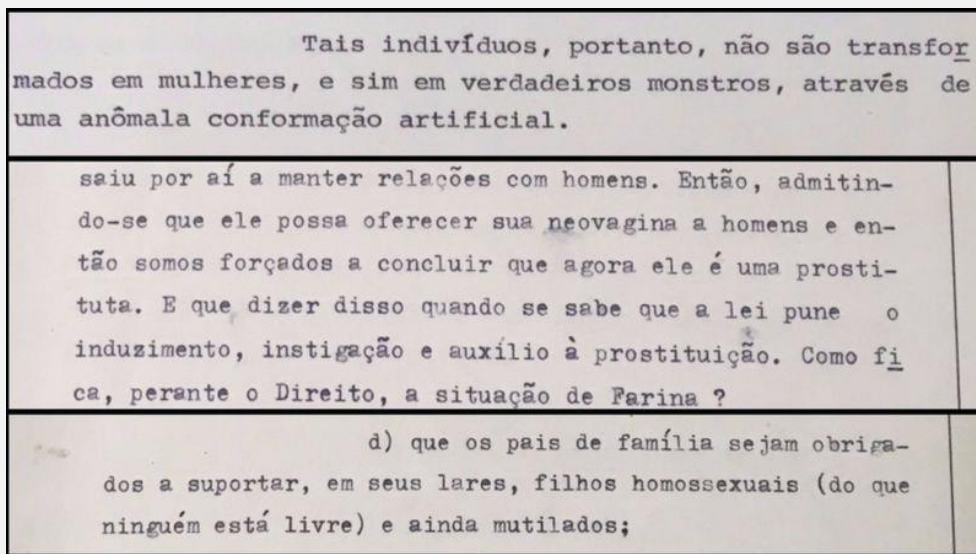 Tais indivíduos, portanto, não são transfor
mados em mulheres, e sim em verdadeiros monstros, através de
uma anômala conformação artificial.
saiu por aí a manter relações com homens. Então, admitin-
do-se que ele possa oferecer sua neovagina a homens e en-
tão somos forçados a concluir que agora ele é uma prosti-
tuta. E que dizer disso quando se sabe que a lei pune o
induzimento, instigação e auxílio à prostituição. Como fi
ca, perante o Direito, a situação de Farina ?
d) que os pais de família sejam obriga-
dos a suportar, em seus lares, filhos homossexuais (do que
ninguém está livre) e ainda mutilados;